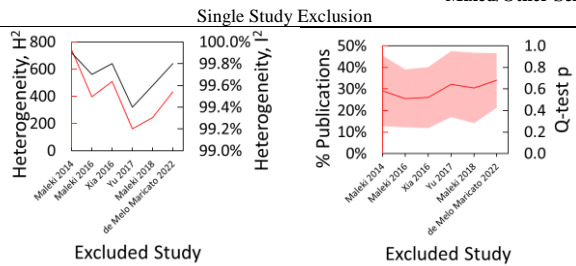 Single Study Exclusion
Heterogeneity, H²
800
600
400
200
0
100.0%
99.8%
99.6%
99.4%
99.2%
99.0%
Heterogeneity, I²
Maleki 2014
Maleki 2016
Xia 2016
Yu 2017
Maleki 2018
de Melo Maricato 2022
Excluded Study
% Publications
50%
40%
30%
20%
10%
0%
1.0
0.8
0.6
0.4
0.2
0.0
Q-test p
Maleki 2014
Maleki 2016
Xia 2016
Yu 2017
Maleki 2018
de Melo Maricato 2022
Excluded Study